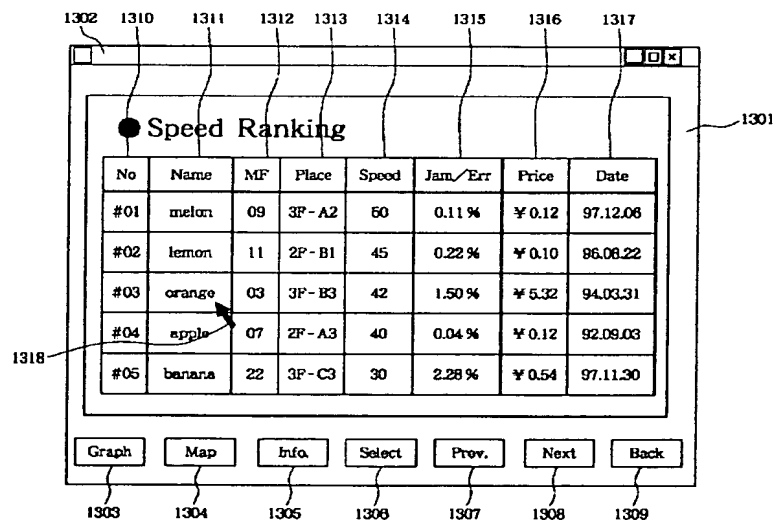 1310 1311 1312 1313 1314 1315 1316 1317
1302
1301
Speed Ranking
No Name MF Place Speed Jam/Err Price Date
#01 melon 09 3F-A2 50 0.11% ¥0.12 97.12.06
#02 lemon 11 2F-B1 45 0.22% ¥0.10 96.08.22
#03 orange 03 3F-B3 42 1.50% ¥5.32 94.03.31
#04 apple 07 2F-A3 40 0.04% ¥0.12 92.09.03
1318
#05 banana 22 3F-C3 30 2.28% ¥0.54 97.11.30
Graph Map Info. Select Prev. Next Back
1303 1304 1305 1306 1307 1308 1309